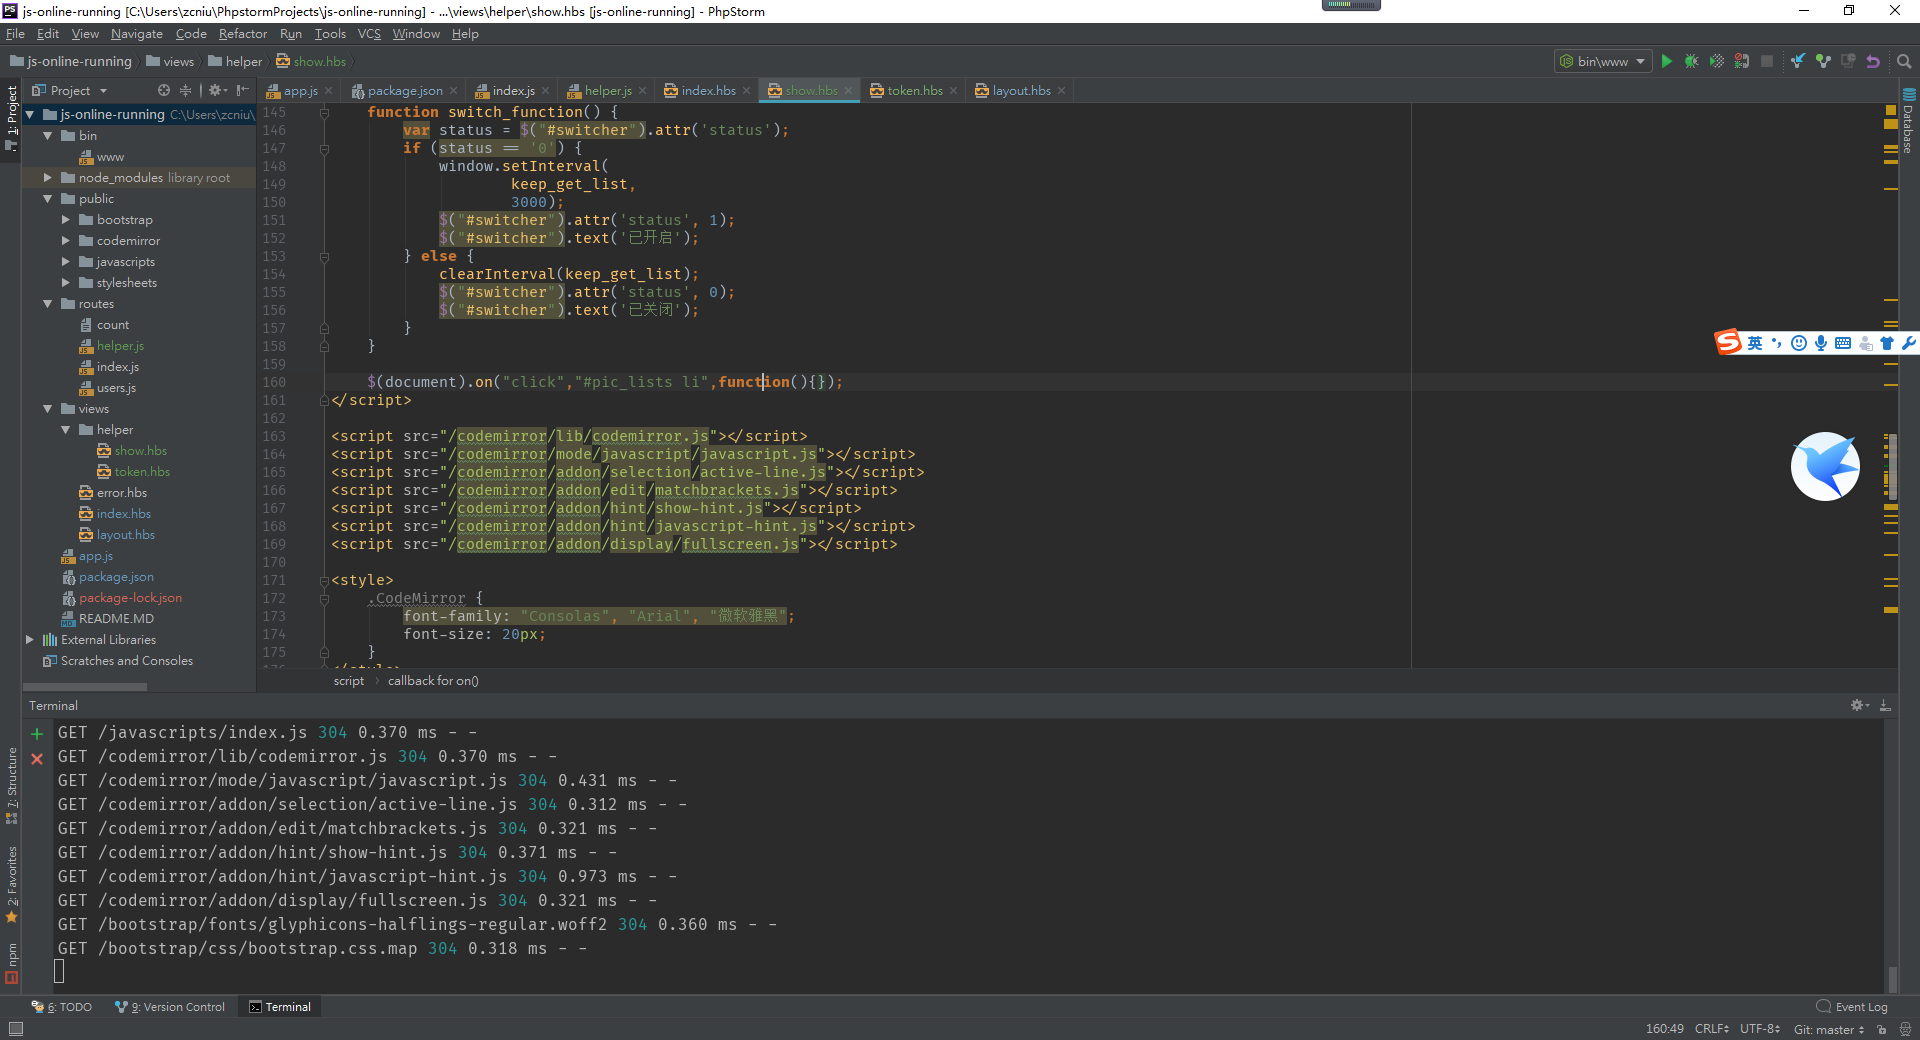 js-online-running [C:\Users\zcniu\PhpstormProjects\js-online-running] - ...\views\helper\show.hbs [js-online-running] - PhpStorm
File Edit View Navigate Code Refactor Run Tools VCS Window Help
js-online-running views helper show.hbs
bin\www
Project
app.js package.json index.js helper.js index.hbs show.hbs token.hbs layout.hbs
1: Project
7: Structure
2: Favorites
npm
js-online-running C:\Users\zcniu\
bin
www
node_modules library root
public
bootstrap
codemirror
javascripts
stylesheets
routes
count
helper.js
index.js
users.js
views
helper
show.hbs
token.hbs
error.hbs
index.hbs
layout.hbs
app.js
package.json
package-lock.json
README.MD
External Libraries
Scratches and Consoles
145 function switch_function() {
146 var status = $("#switcher").attr('status');
147 if (status == '0') {
148 window.setInterval(
149 keep_get_list,
150 3000);
151 $("#switcher").attr('status', 1);
152 $("#switcher").text('已开启');
153 } else {
154 clearInterval(keep_get_list);
155 $("#switcher").attr('status', 0);
156 $("#switcher").text('已关闭');
157 }
158 }
159
160 $(document).on("click","#pic_lists li",function(){});
161 </script>
162
163 <script src="/codemirror/lib/codemirror.js"></script>
164 <script src="/codemirror/mode/javascript/javascript.js"></script>
165 <script src="/codemirror/addon/selection/active-line.js"></script>
166 <script src="/codemirror/addon/edit/matchbrackets.js"></script>
167 <script src="/codemirror/addon/hint/show-hint.js"></script>
168 <script src="/codemirror/addon/hint/javascript-hint.js"></script>
169 <script src="/codemirror/addon/display/fullscreen.js"></script>
170
171 <style>
172 .CodeMirror {
173 font-family: "Consolas", "Arial", "微软雅黑";
174 font-size: 20px;
175 }
176 </style>
script callback for on()
Database
英
Terminal
GET /javascripts/index.js 304 0.370 ms - -
GET /codemirror/lib/codemirror.js 304 0.370 ms - -
GET /codemirror/mode/javascript/javascript.js 304 0.431 ms - -
GET /codemirror/addon/selection/active-line.js 304 0.312 ms - -
GET /codemirror/addon/edit/matchbrackets.js 304 0.321 ms - -
GET /codemirror/addon/hint/show-hint.js 304 0.371 ms - -
GET /codemirror/addon/hint/javascript-hint.js 304 0.973 ms - -
GET /codemirror/addon/display/fullscreen.js 304 0.321 ms - -
GET /bootstrap/fonts/glyphicons-halflings-regular.woff2 304 0.360 ms - -
GET /bootstrap/css/bootstrap.css.map 304 0.318 ms - -
6: TODO 9: Version Control Terminal Event Log
160:49 CRLF UTF-8 Git: master